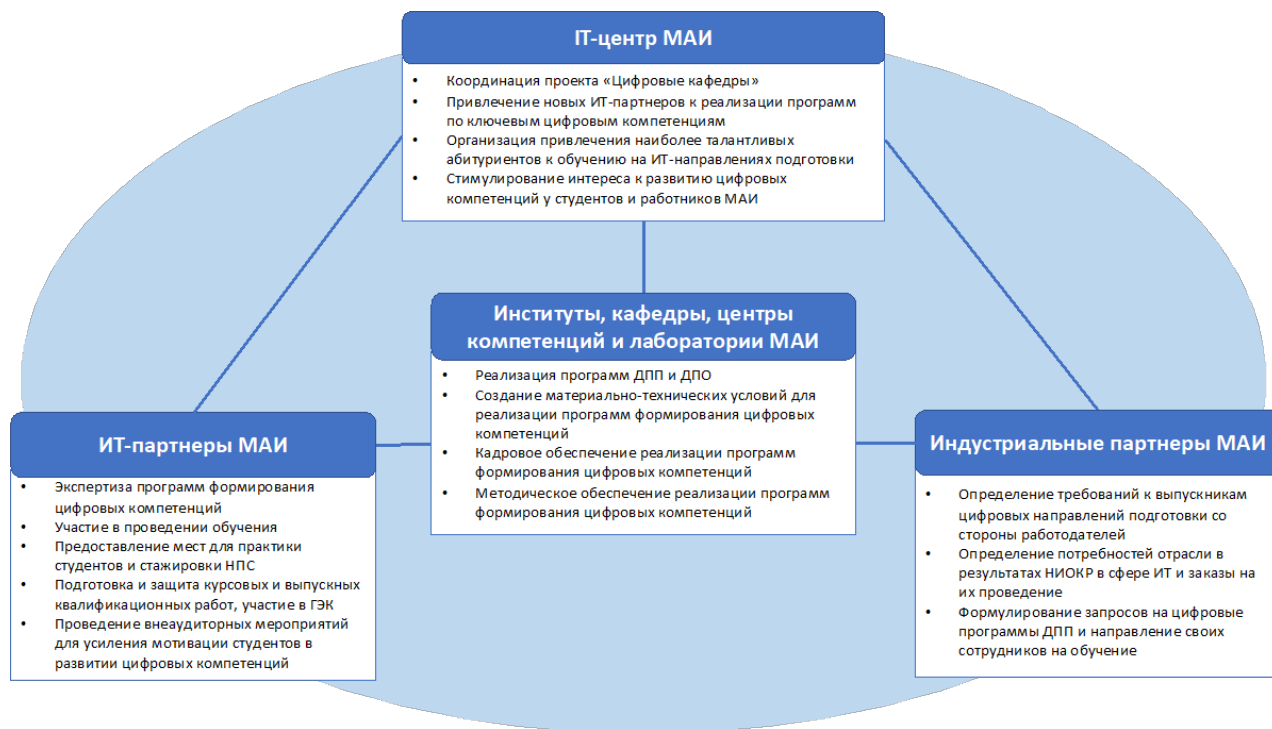 IT-центр МАИ
• Координация проекта «Цифровые кафедры»
• Привлечение новых ИТ-партнеров к реализации программ
по ключевым цифровым компетенциям
• Организация привлечения наиболее талантливых
абитуриентов к обучению на ИТ-направлениях подготовки
• Стимулирование интереса к развитию цифровых
компетенций у студентов и работников МАИ
Институты, кафедры, центры
компетенций и лаборатории МАИ
• Реализация программ ДПП и ДПО
• Создание материально-технических условий для
реализации программ формирования цифровых
компетенций
• Кадровое обеспечение реализации программ
формирования цифровых компетенций
• Методическое обеспечение реализации программ
формирования цифровых компетенций
ИТ-партнеры МАИ
• Экспертиза программ формирования
цифровых компетенций
• Участие в проведении обучения
• Предоставление мест для практики
студентов и стажировки НПС
• Подготовка и защита курсовых и выпускных
квалификационных работ, участие в ГЭК
• Проведение внеаудиторных мероприятий
для усиления мотивации студентов в
развитии цифровых компетенций
Индустриальные партнеры МАИ
• Определение требований к выпускникам
цифровых направлений подготовки со
стороны работодателей
• Определение потребностей отрасли в
результатах НИОКР в сфере ИТ и заказы на
их проведение
• Формулирование запросов на цифровые
программы ДПП и направление своих
сотрудников на обучение